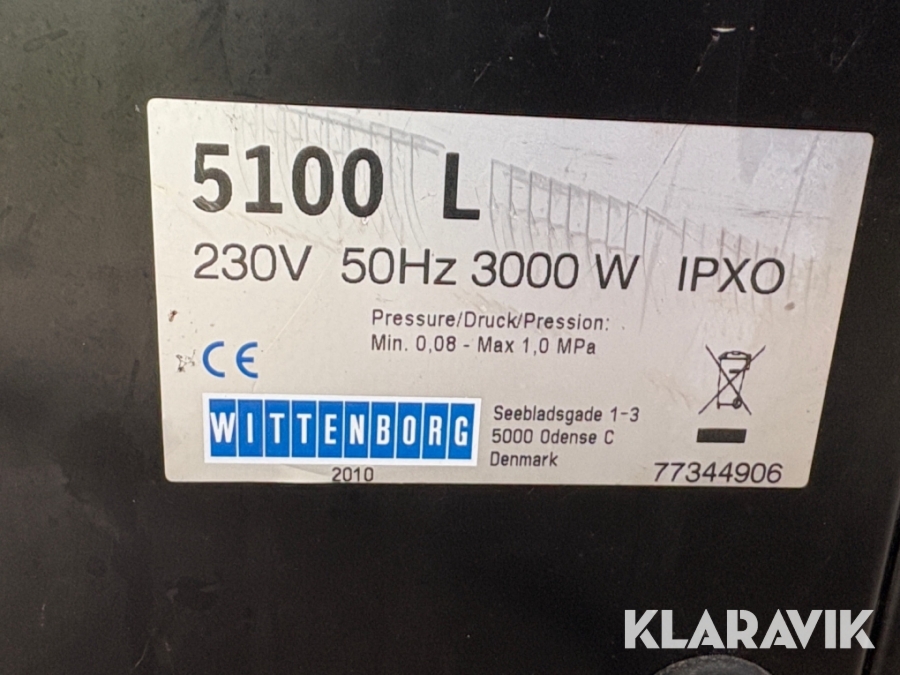 5100 L
230V 50Hz 3000 W IPXO
Pressure/Druck/Pression:
Min. 0,08 - Max 1,0 MPa
CE
WITTENBORG
2010
Seebladsgade 1-3
5000 Odense C
Denmark
77344906
KLARAVIK